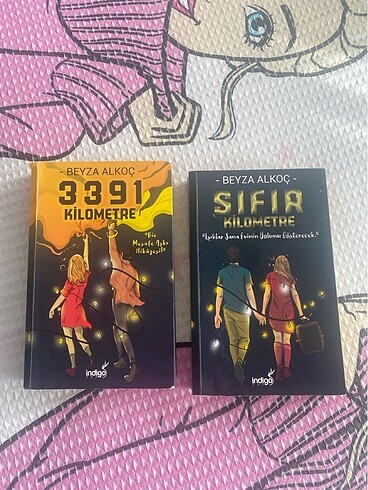 - BEYZA ALKOÇ -
3391
KİLOMETRE
"Bir
Mesafe Aşkı
Hikâyesi."
indigo
- BEYZA ALKOÇ -
SIFIR
KİLOMETRE
"Işıklar Sana Evinin Yolunu Gösterecek."
indigo